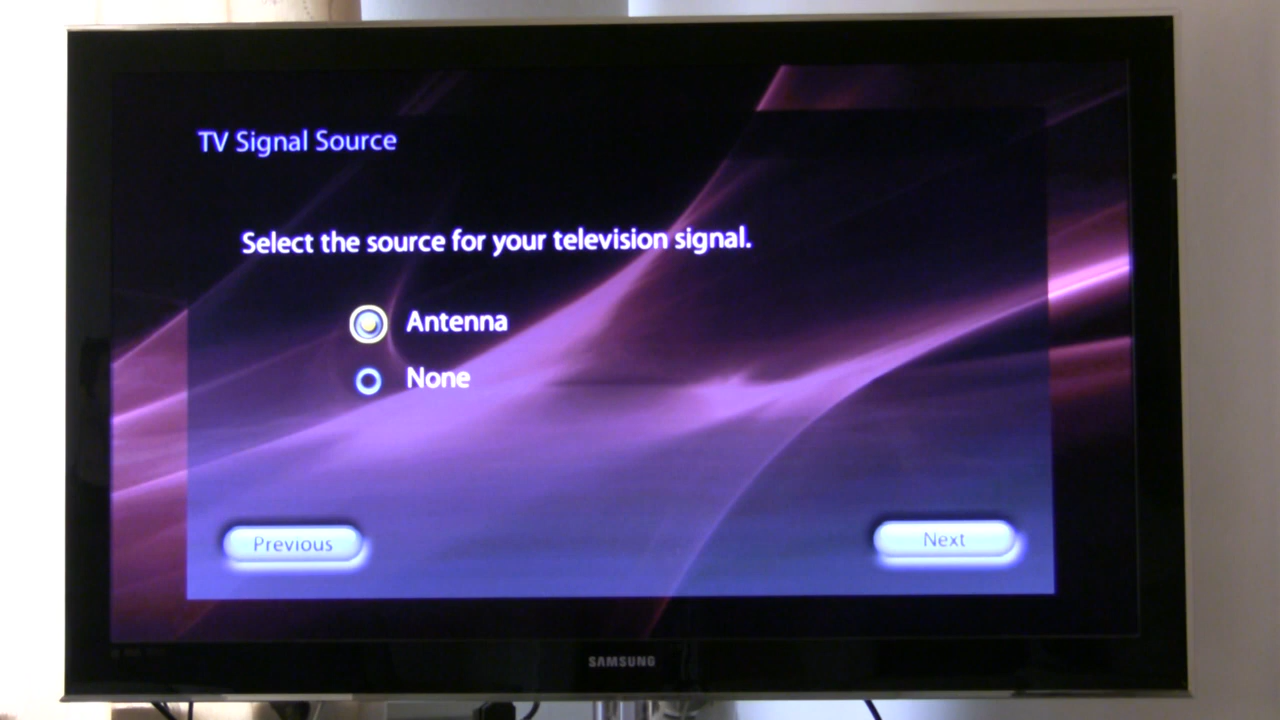 TV Signal Source
Select the source for your television signal.
Antenna
None
Previous
Next
SAMSUNG